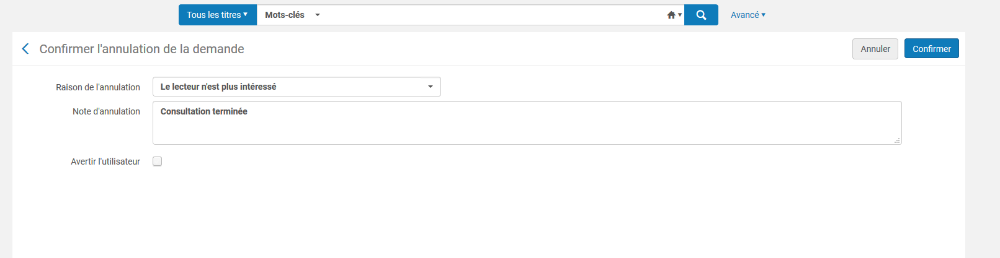 Tous les titres Mots-clés Avancé
Confirmer l'annulation de la demande Annuler Confirmer
Raison de l'annulation Le lecteur n'est plus intéressé
Note d'annulation Consultation terminée
Avertir l'utilisateur